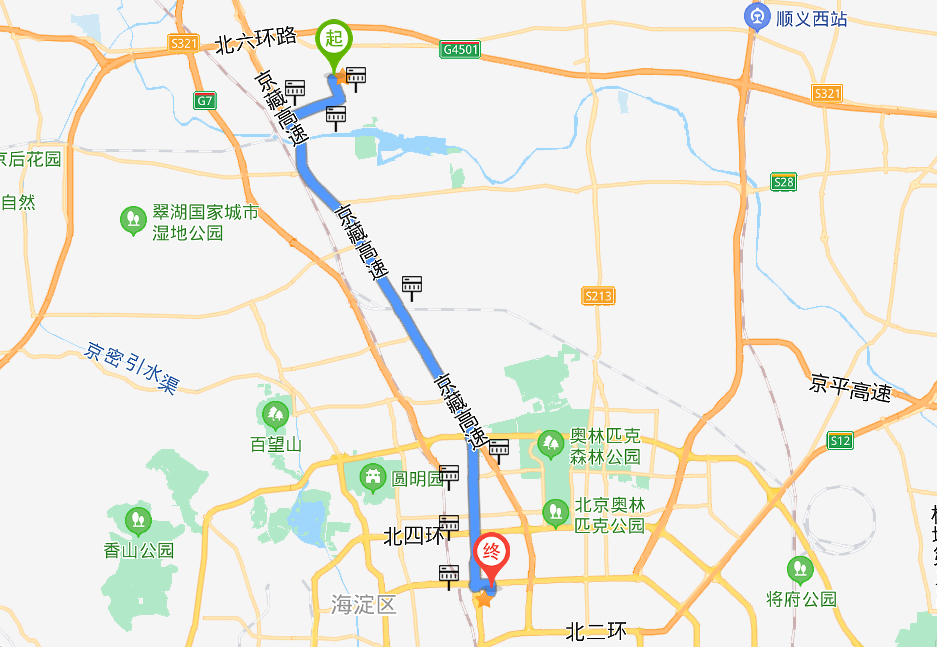 顺义西站
起
北六环路
S321
G4501
京藏高速
G7
S321
京后花园
S28
自然
翠湖国家城市
湿地公园
京藏高速
S213
京密引水渠
京藏高速
京平高速
百望山
奥林匹克
森林公园
S12
圆明园
北京奥林
匹克公园
香山公园
北四环
终
将府公园
海淀区
北二环